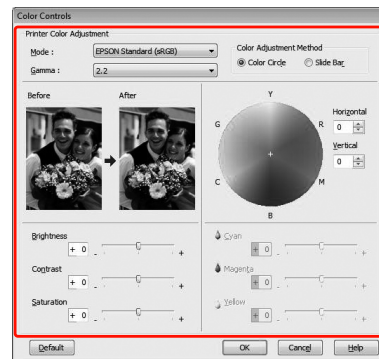 Color Controls
Printer Color Adjustment
Mode : EPSON Standard (sRGB)
Gamma : 2.2
Color Adjustment Method
Color Circle Slide Bar
Before After
Y
G R
C M
B
Horizontal
0
Vertical
0
Brightness
+ 0 - +
Contrast
+ 0 - +
Saturation
+ 0 - +
Cyan
+ 0 - +
Magenta
+ 0 - +
Yellow
+ 0 - +
Default OK Cancel Help